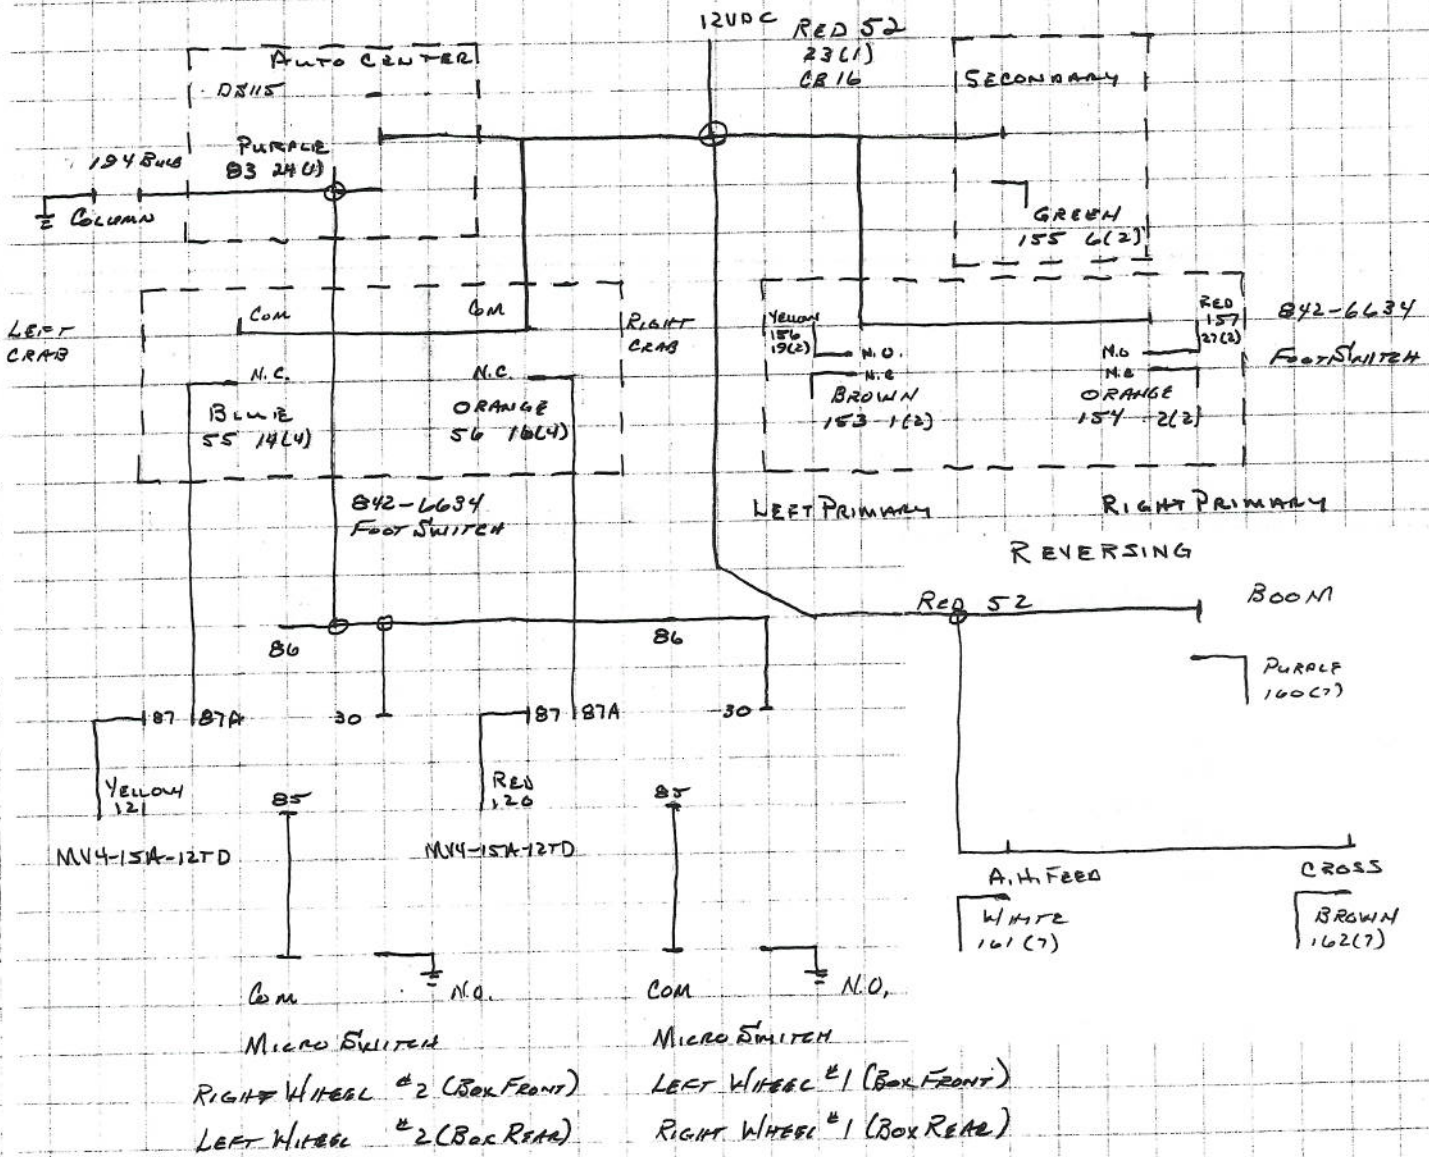 12VDC
RED 52
23(1)
CB16
AUTO CENTER
DS115
SECONDARY
194 BULB
PURPLE
83 24(1)
COLUMN
GREEN
155 6(2)
LEFT
CRAB
COM
COM
RIGHT
CRAB
YELLOW
156
19(2)
N.O.
N.C
BROWN
153 1(2)
RED
157
27(2)
N.O
N.C
ORANGE
154 2(2)
842-6634
FOOT SWITCH
N.C.
N.C.
BLUE
55 14(4)
ORANGE
56 16(4)
842-6634
FOOT SWITCH
LEFT PRIMARY
RIGHT PRIMARY
REVERSING
RED 52
BOOM
86
86
PURPLE
160(7)
87 87A
30
87 87A
30
YELLOW
121
85
RED
120
85
MV4-15A-12TD
MV4-15A-12TD
A.H. FEED
CROSS
WHITE
161(7)
BROWN
162(7)
COM
N.O.
COM
N.O.
MICRO SWITCH
MICRO SWITCH
RIGHT WHEEL #2 (BOX FRONT)
LEFT WHEEL #1 (BOX FRONT)
LEFT WHEEL #2 (BOX REAR)
RIGHT WHEEL #1 (BOX REAR)